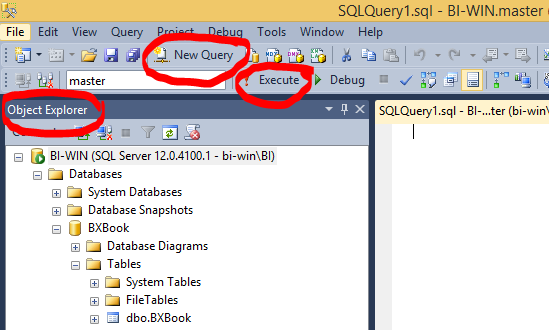 SQLQuery1.sql - BI-WIN.master (
File Edit View Query Project Debug Tools Window Help
New Query
master Execute Debug
Object Explorer
SQLQuery1.sql - BI-...ter (bi-win\
BI-WIN (SQL Server 12.0.4100.1 - bi-win\BI)
Databases
System Databases
Database Snapshots
BXBook
Database Diagrams
Tables
System Tables
FileTables
dbo.BXBook